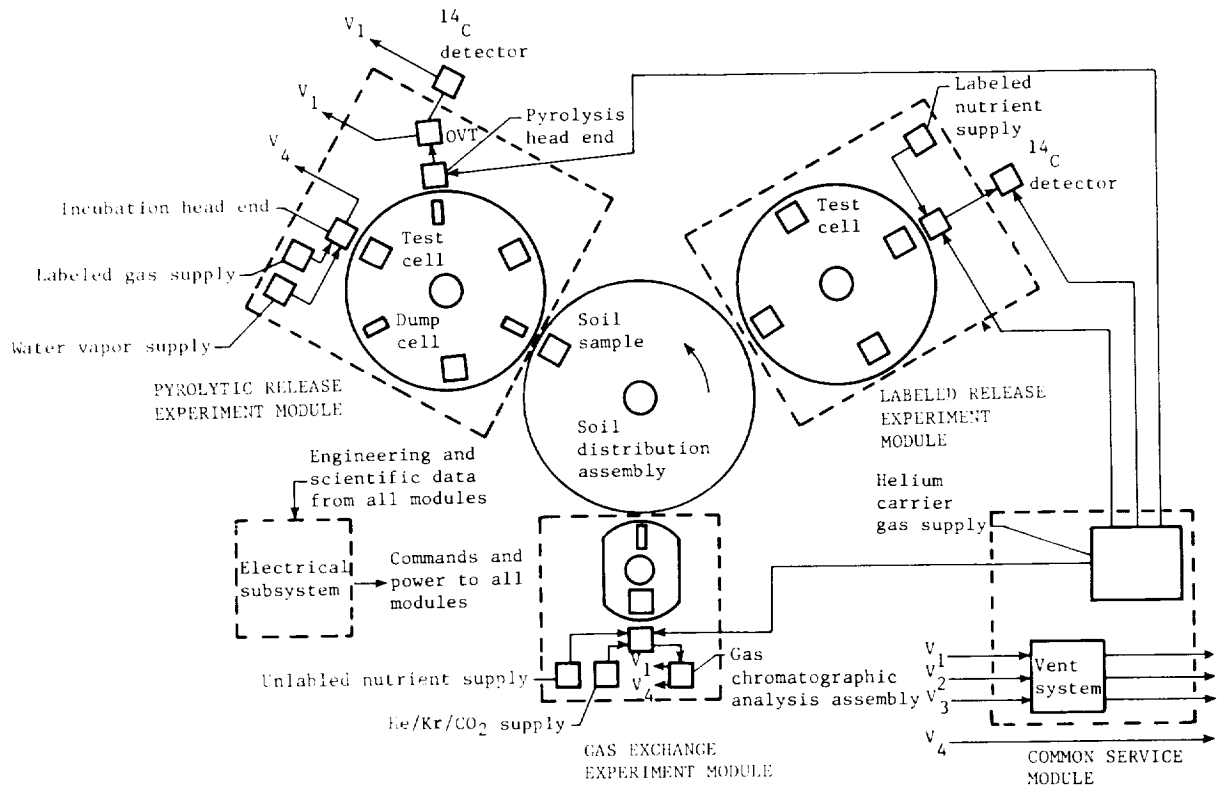 V1
14C
detector
V1
OVT
Pyrolysis
head end
V4
Incubation head end
Labeled gas supply
Water vapor supply
Test
cell
Dump
cell
PYROLYTIC RELEASE
EXPERIMENT MODULE
Soil
sample
Soil
distribution
assembly
Labeled
nutrient
supply
14C
detector
Test
cell
LABELED RELEASE
EXPERIMENT
MODULE
Engineering and
scientific data
from all modules
Electrical
subsystem
Commands and
power to all
modules
Helium
carrier
gas supply
Unlabled nutrient supply
He/Kr/CO2 supply
V1
V4
Gas
chromatographic
analysis assembly
GAS EXCHANGE
EXPERIMENT MODULE
V1
V2
V3
Vent
system
V4
COMMON SERVICE
MODULE